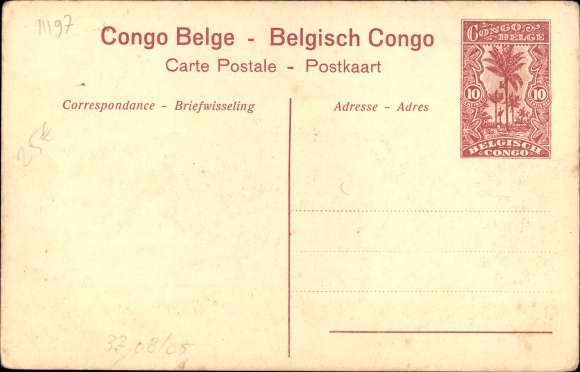 11197
Congo Belge - Belgisch Congo
Carte Postale - Postkaart
Correspondance - Briefwisseling
Adresse - Adres
CONGO
BELGE
10 10
BELGISCH
CONGO
25€
32,08/05